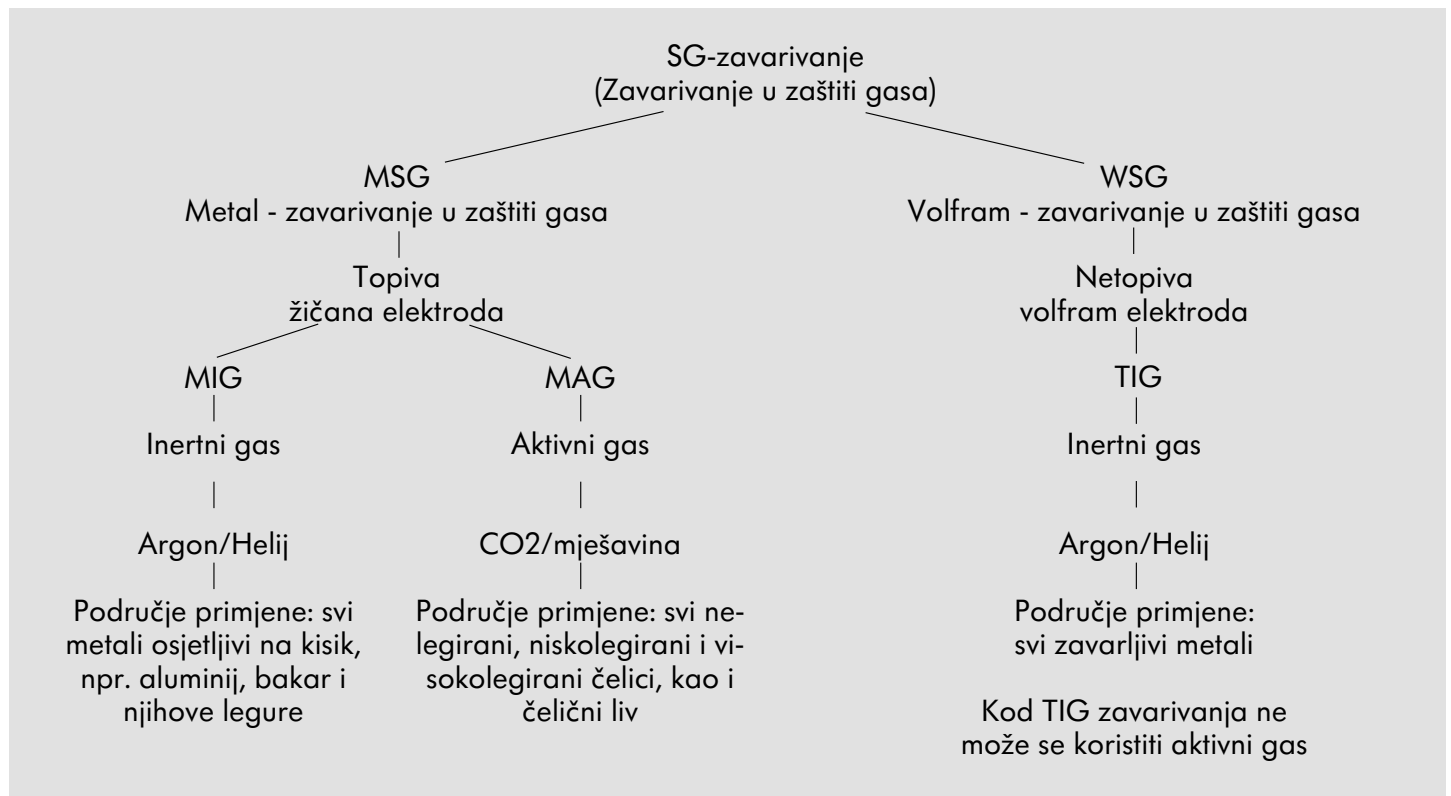 SG-zavarivanje
(Zavarivanje u zaštiti gasa)
MSG
Metal - zavarivanje u zaštiti gasa
Topiva
žičana elektroda
MIG
Inertni gas
Argon/Helij
Područje primjene: svi
metali osjetljivi na kisik,
npr. aluminij, bakar i
njihove legure
MAG
Aktivni gas
CO2/mješavina
Područje primjene: svi ne-
legirani, niskolegirani i vi-
sokolegirani čelici, kao i
čelični liv
WSG
Volfram - zavarivanje u zaštiti gasa
Netopiva
volfram elektroda
TIG
Inertni gas
Argon/Helij
Područje primjene:
svi zavarljivi metali
Kod TIG zavarivanja ne
može se koristiti aktivni gas